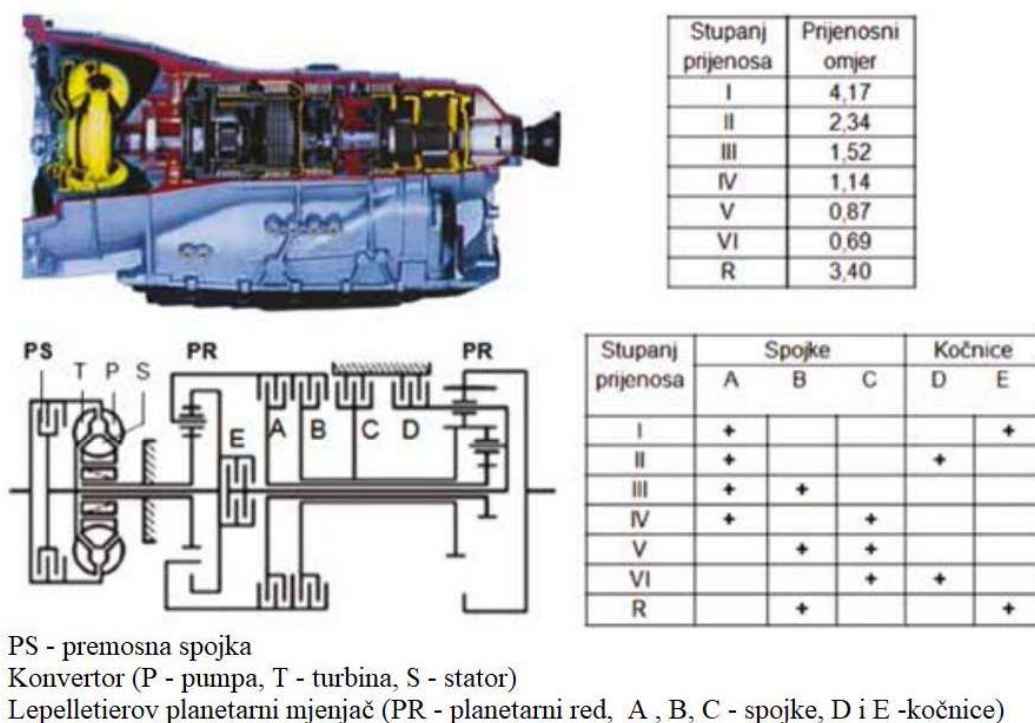 Stupanj prijenosa Prijenosni omjer
I 4,17
II 2,34
III 1,52
IV 1,14
V 0,87
VI 0,69
R 3,40
PS PR PR
T P S
E A B C D
Stupanj prijenosa Spojke Kočnice
A B C D E
I + +
II + +
III + +
IV + +
V + +
VI + +
R + +
PS - premosna spojka
Konvertor (P - pumpa, T - turbina, S - stator)
Lepelletierov planetarni mjenjač (PR - planetarni red, A , B, C - spojke, D i E -kočnice)